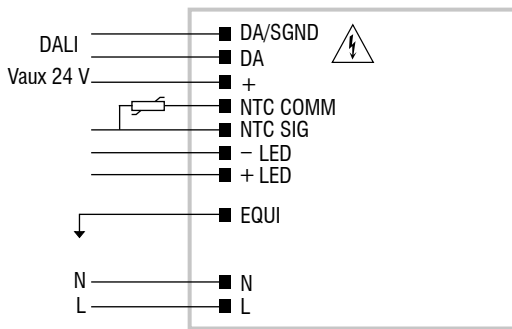 DALI
Vaux 24 V
DA/SGND
DA
+
NTC COMM
NTC SIG
– LED
+ LED
EQUI
N
N
L
L